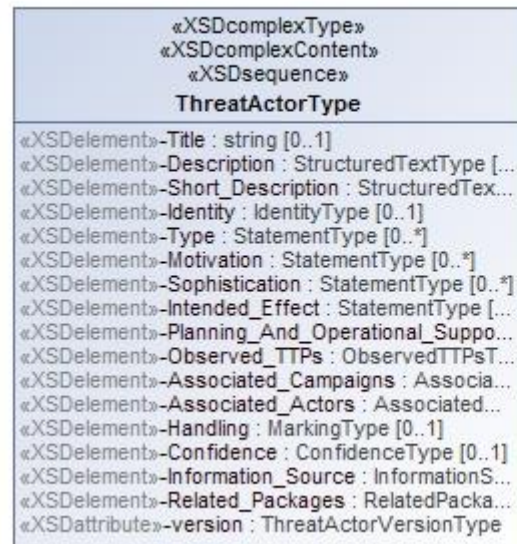 «XSDcomplexType»
«XSDcomplexContent»
«XSDsequence»
ThreatActorType
«XSDelement»-Title : string [0..1]
«XSDelement»-Description : StructuredTextType [...
«XSDelement»-Short_Description : StructuredTex...
«XSDelement»-Identity : IdentityType [0..1]
«XSDelement»-Type : StatementType [0..*]
«XSDelement»-Motivation : StatementType [0..*]
«XSDelement»-Sophistication : StatementType [0..*]
«XSDelement»-Intended_Effect : StatementType [...
«XSDelement»-Planning_And_Operational_Suppo...
«XSDelement»-Observed_TTPs : ObservedTTPsT...
«XSDelement»-Associated_Campaigns : Associa...
«XSDelement»-Associated_Actors : Associated...
«XSDelement»-Handling : MarkingType [0..1]
«XSDelement»-Confidence : ConfidenceType [0..1]
«XSDelement»-Information_Source : InformationS...
«XSDelement»-Related_Packages : RelatedPacka...
«XSDattribute»-version : ThreatActorVersionType